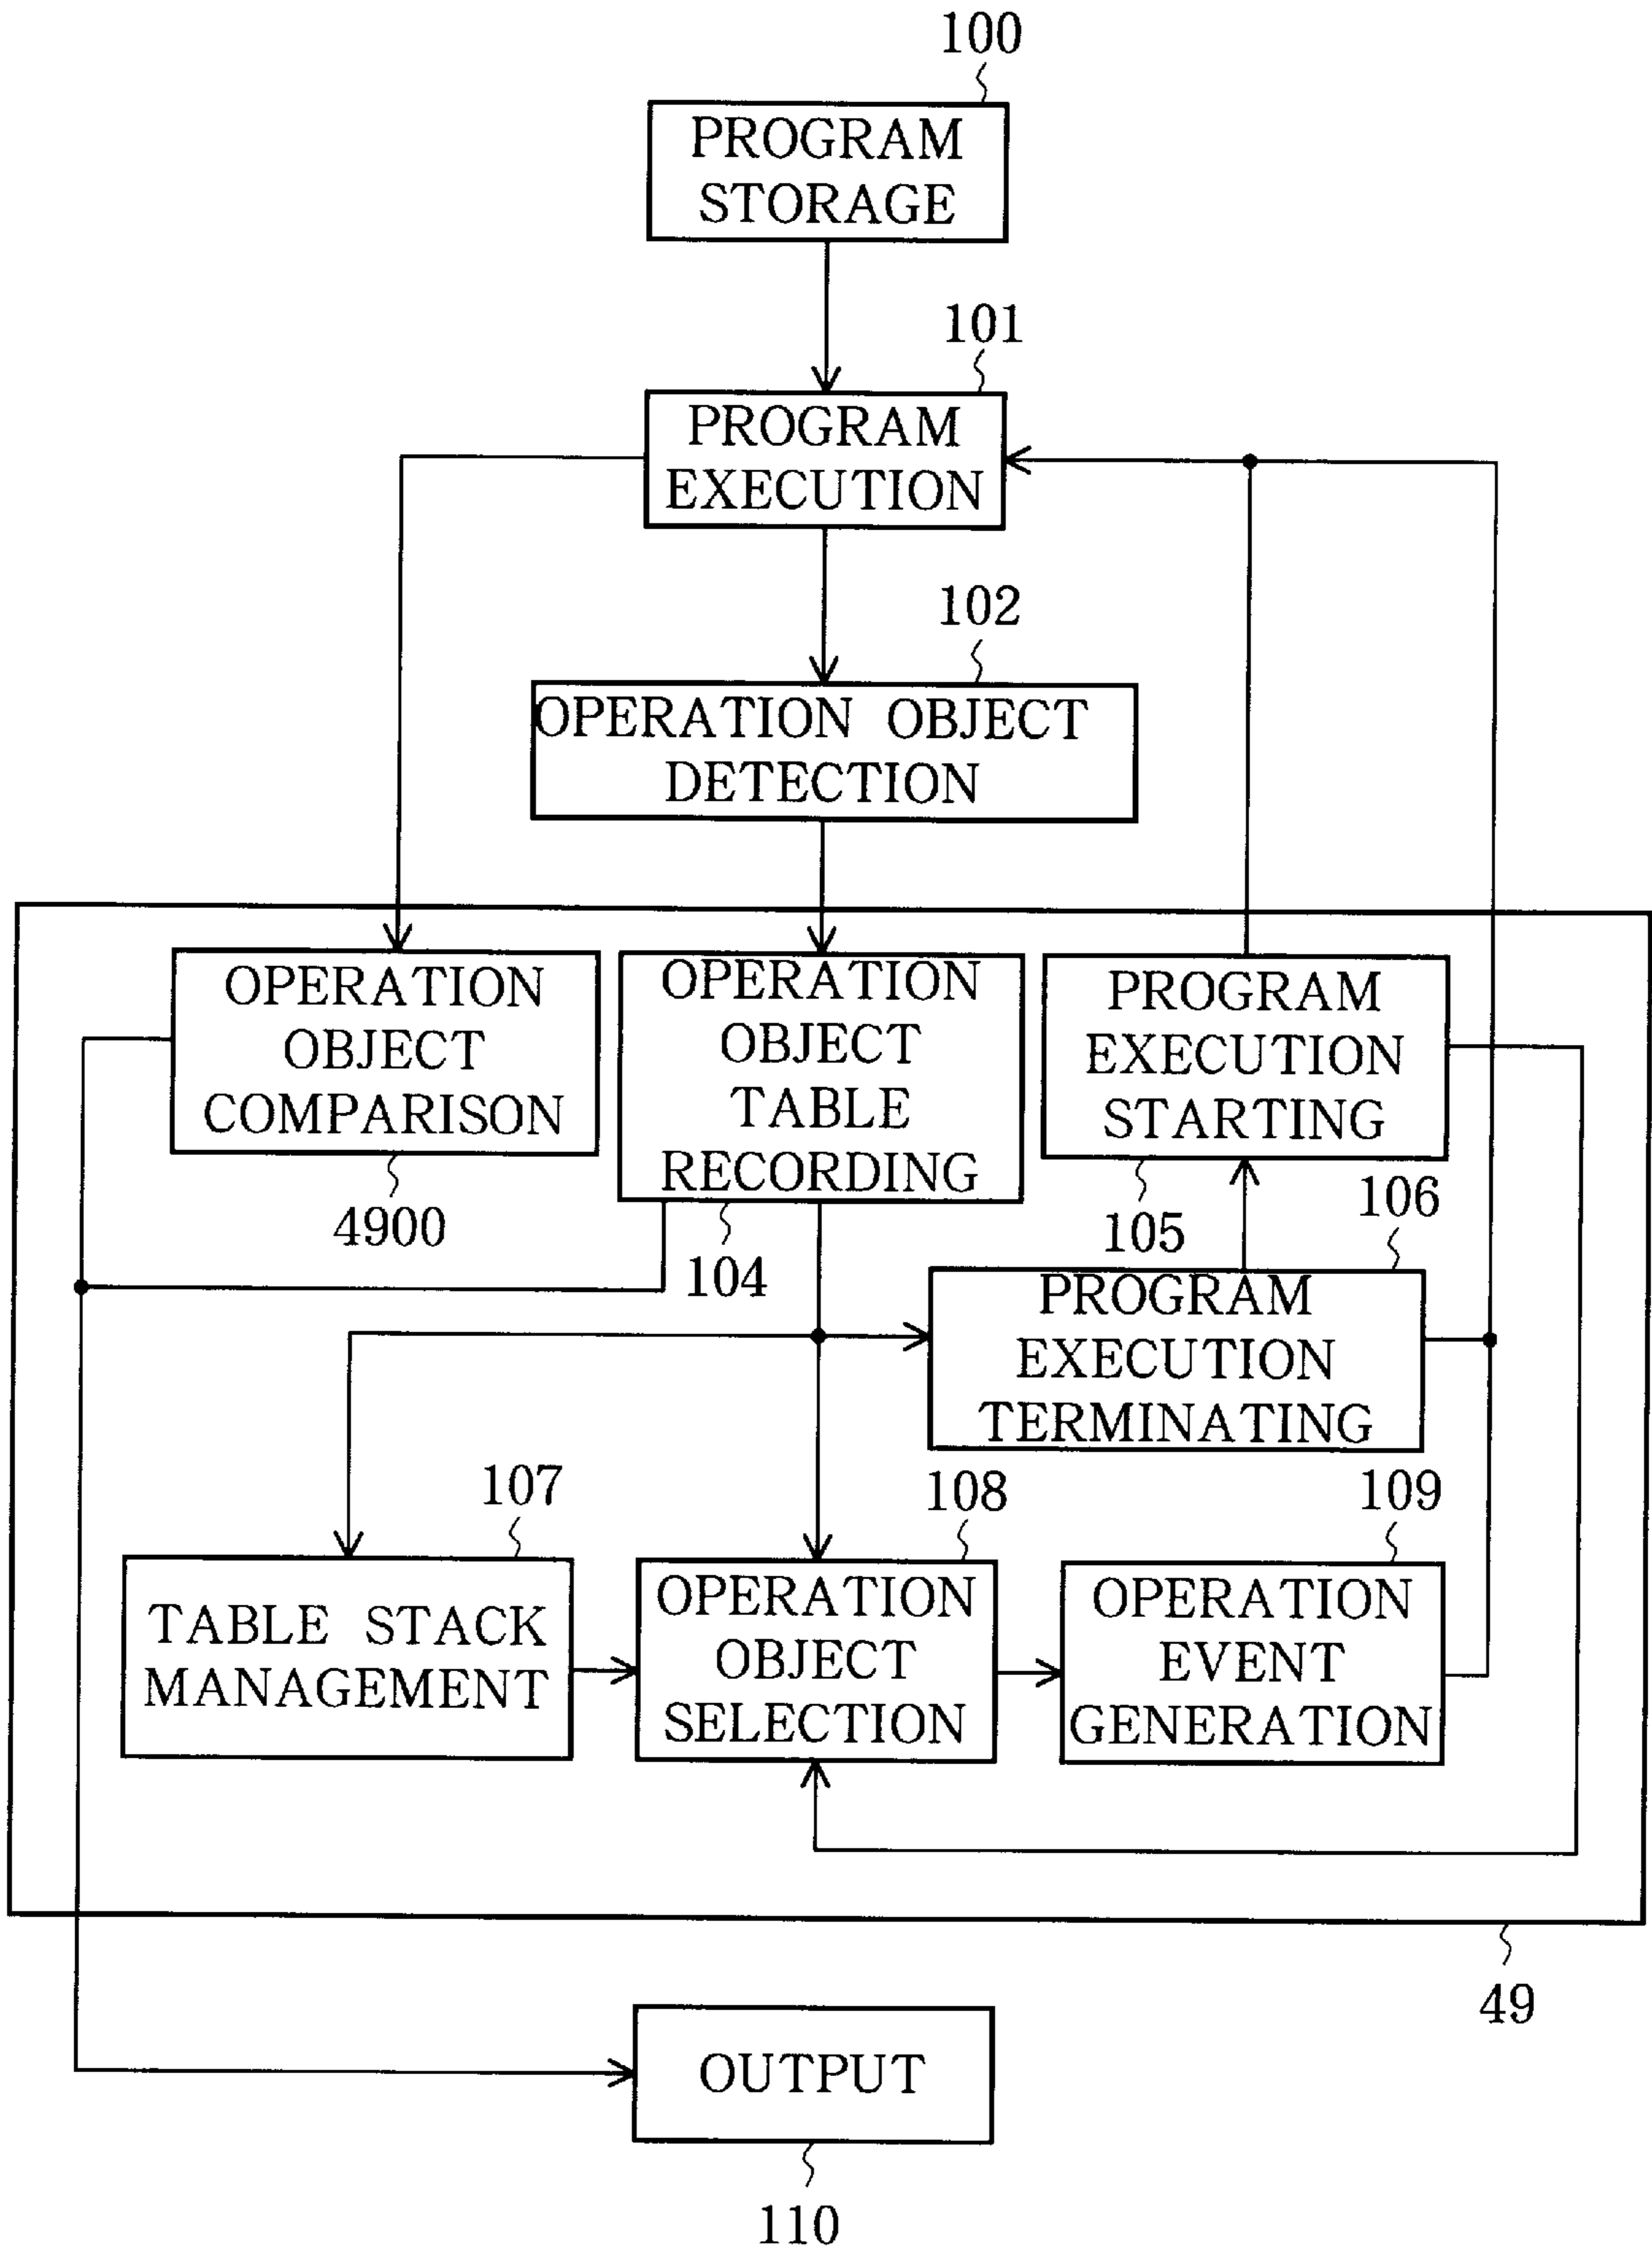 100
PROGRAM
STORAGE
101
PROGRAM
EXECUTION
102
OPERATION OBJECT
DETECTION
OPERATION
OBJECT
COMPARISON
4900
OPERATION
OBJECT
TABLE
RECORDING
104
PROGRAM
EXECUTION
STARTING
105
106
PROGRAM
EXECUTION
TERMINATING
107
TABLE STACK
MANAGEMENT
108
OPERATION
OBJECT
SELECTION
109
OPERATION
EVENT
GENERATION
49
OUTPUT
110